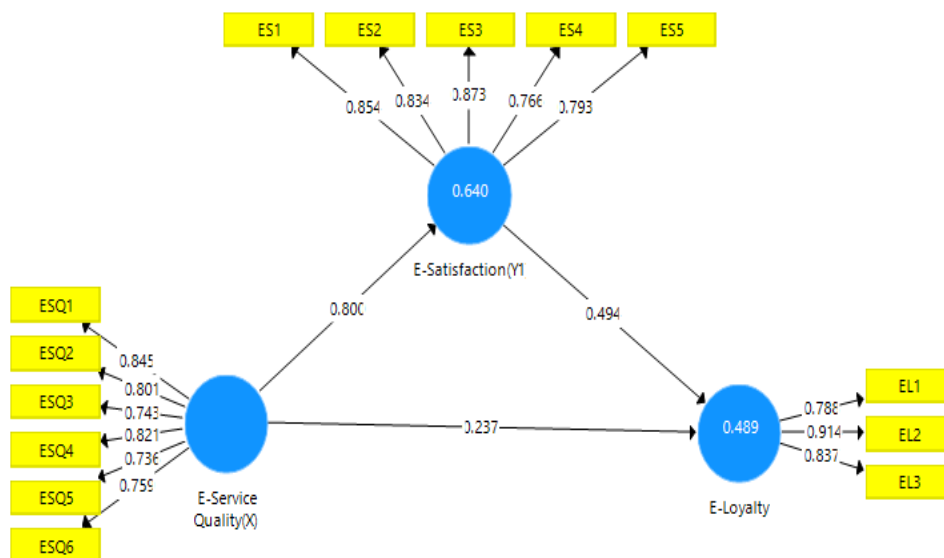 ES1
ES2
ES3
ES4
ES5
0.854
0.834
0.873
0.766
0.793
0.640
E-Satisfaction(Y1
0.800
0.494
ESQ1
ESQ2
ESQ3
ESQ4
ESQ5
ESQ6
0.845
0.801
0.743
0.821
0.736
0.759
E-Service
Quality(X)
0.237
0.489
E-Loyalty
0.788
0.914
0.837
EL1
EL2
EL3